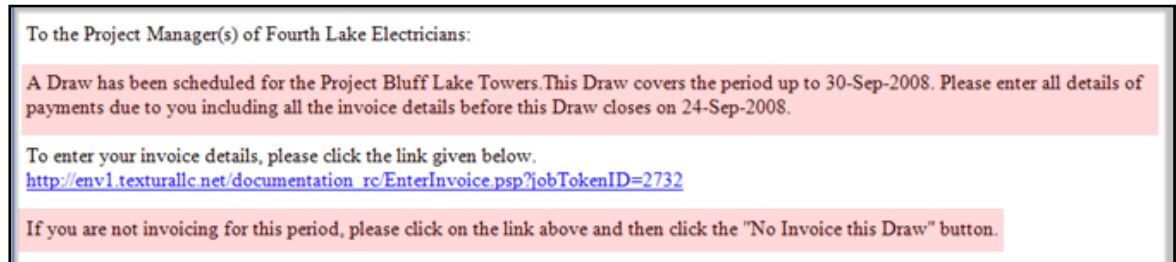 To the Project Manager(s) of Fourth Lake Electricians:
A Draw has been scheduled for the Project Bluff Lake Towers.This Draw covers the period up to 30-Sep-2008. Please enter all details of
payments due to you including all the invoice details before this Draw closes on 24-Sep-2008.
To enter your invoice details, please click the link given below.
http://env1.texturallc.net/documentation_rc/EnterInvoice.psp?jobTokenID=2732
If you are not invoicing for this period, please click on the link above and then click the "No Invoice this Draw" button.